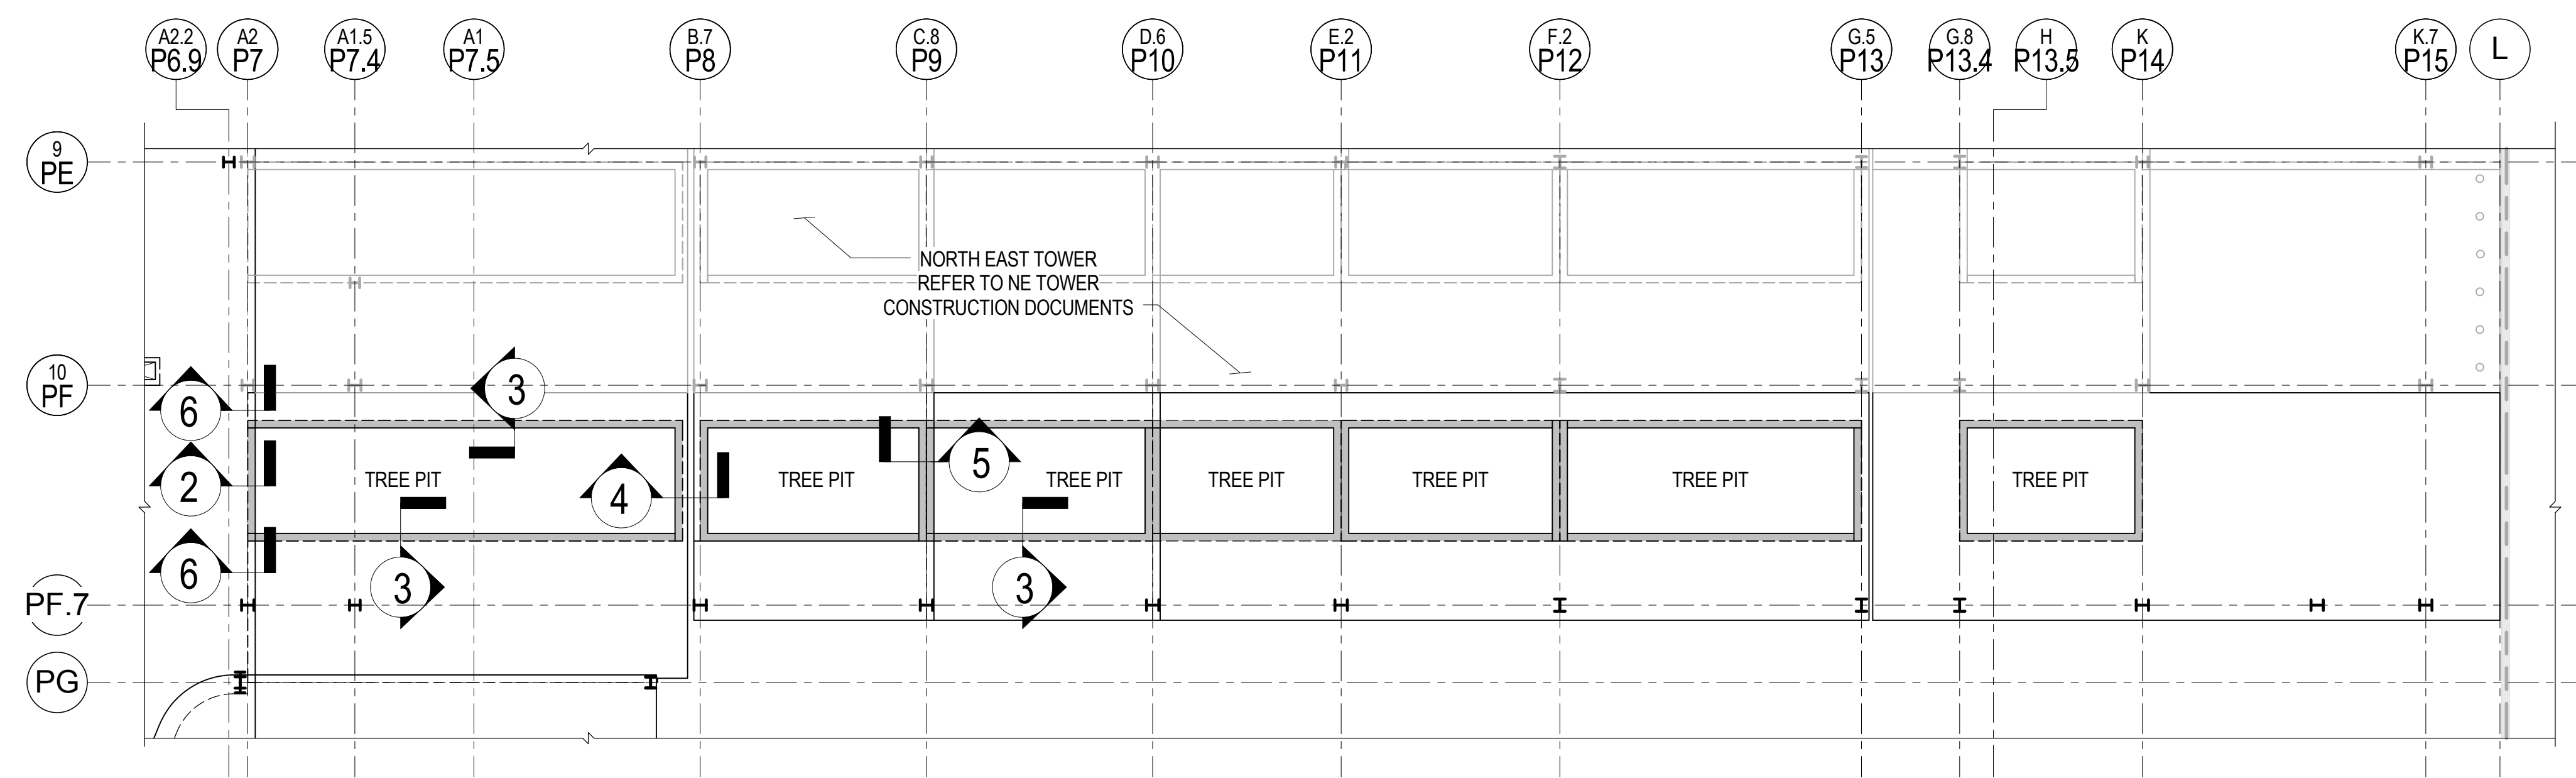 A2.2
P6.9
A2
P7
A1.5
P7.4
A1
P7.5
B.7
P8
C.8
P9
D.6
P10
E.2
P11
F.2
P12
G.5
P13
G.8
P13.4
H
P13.5
K
P14
K.7
P15
L
9
PE
NORTH EAST TOWER
REFER TO NE TOWER
CONSTRUCTION DOCUMENTS
10
PF
3
6
5
2
TREE PIT
4
TREE PIT
TREE PIT
TREE PIT
TREE PIT
TREE PIT
TREE PIT
6
3
3
PF.7
PG